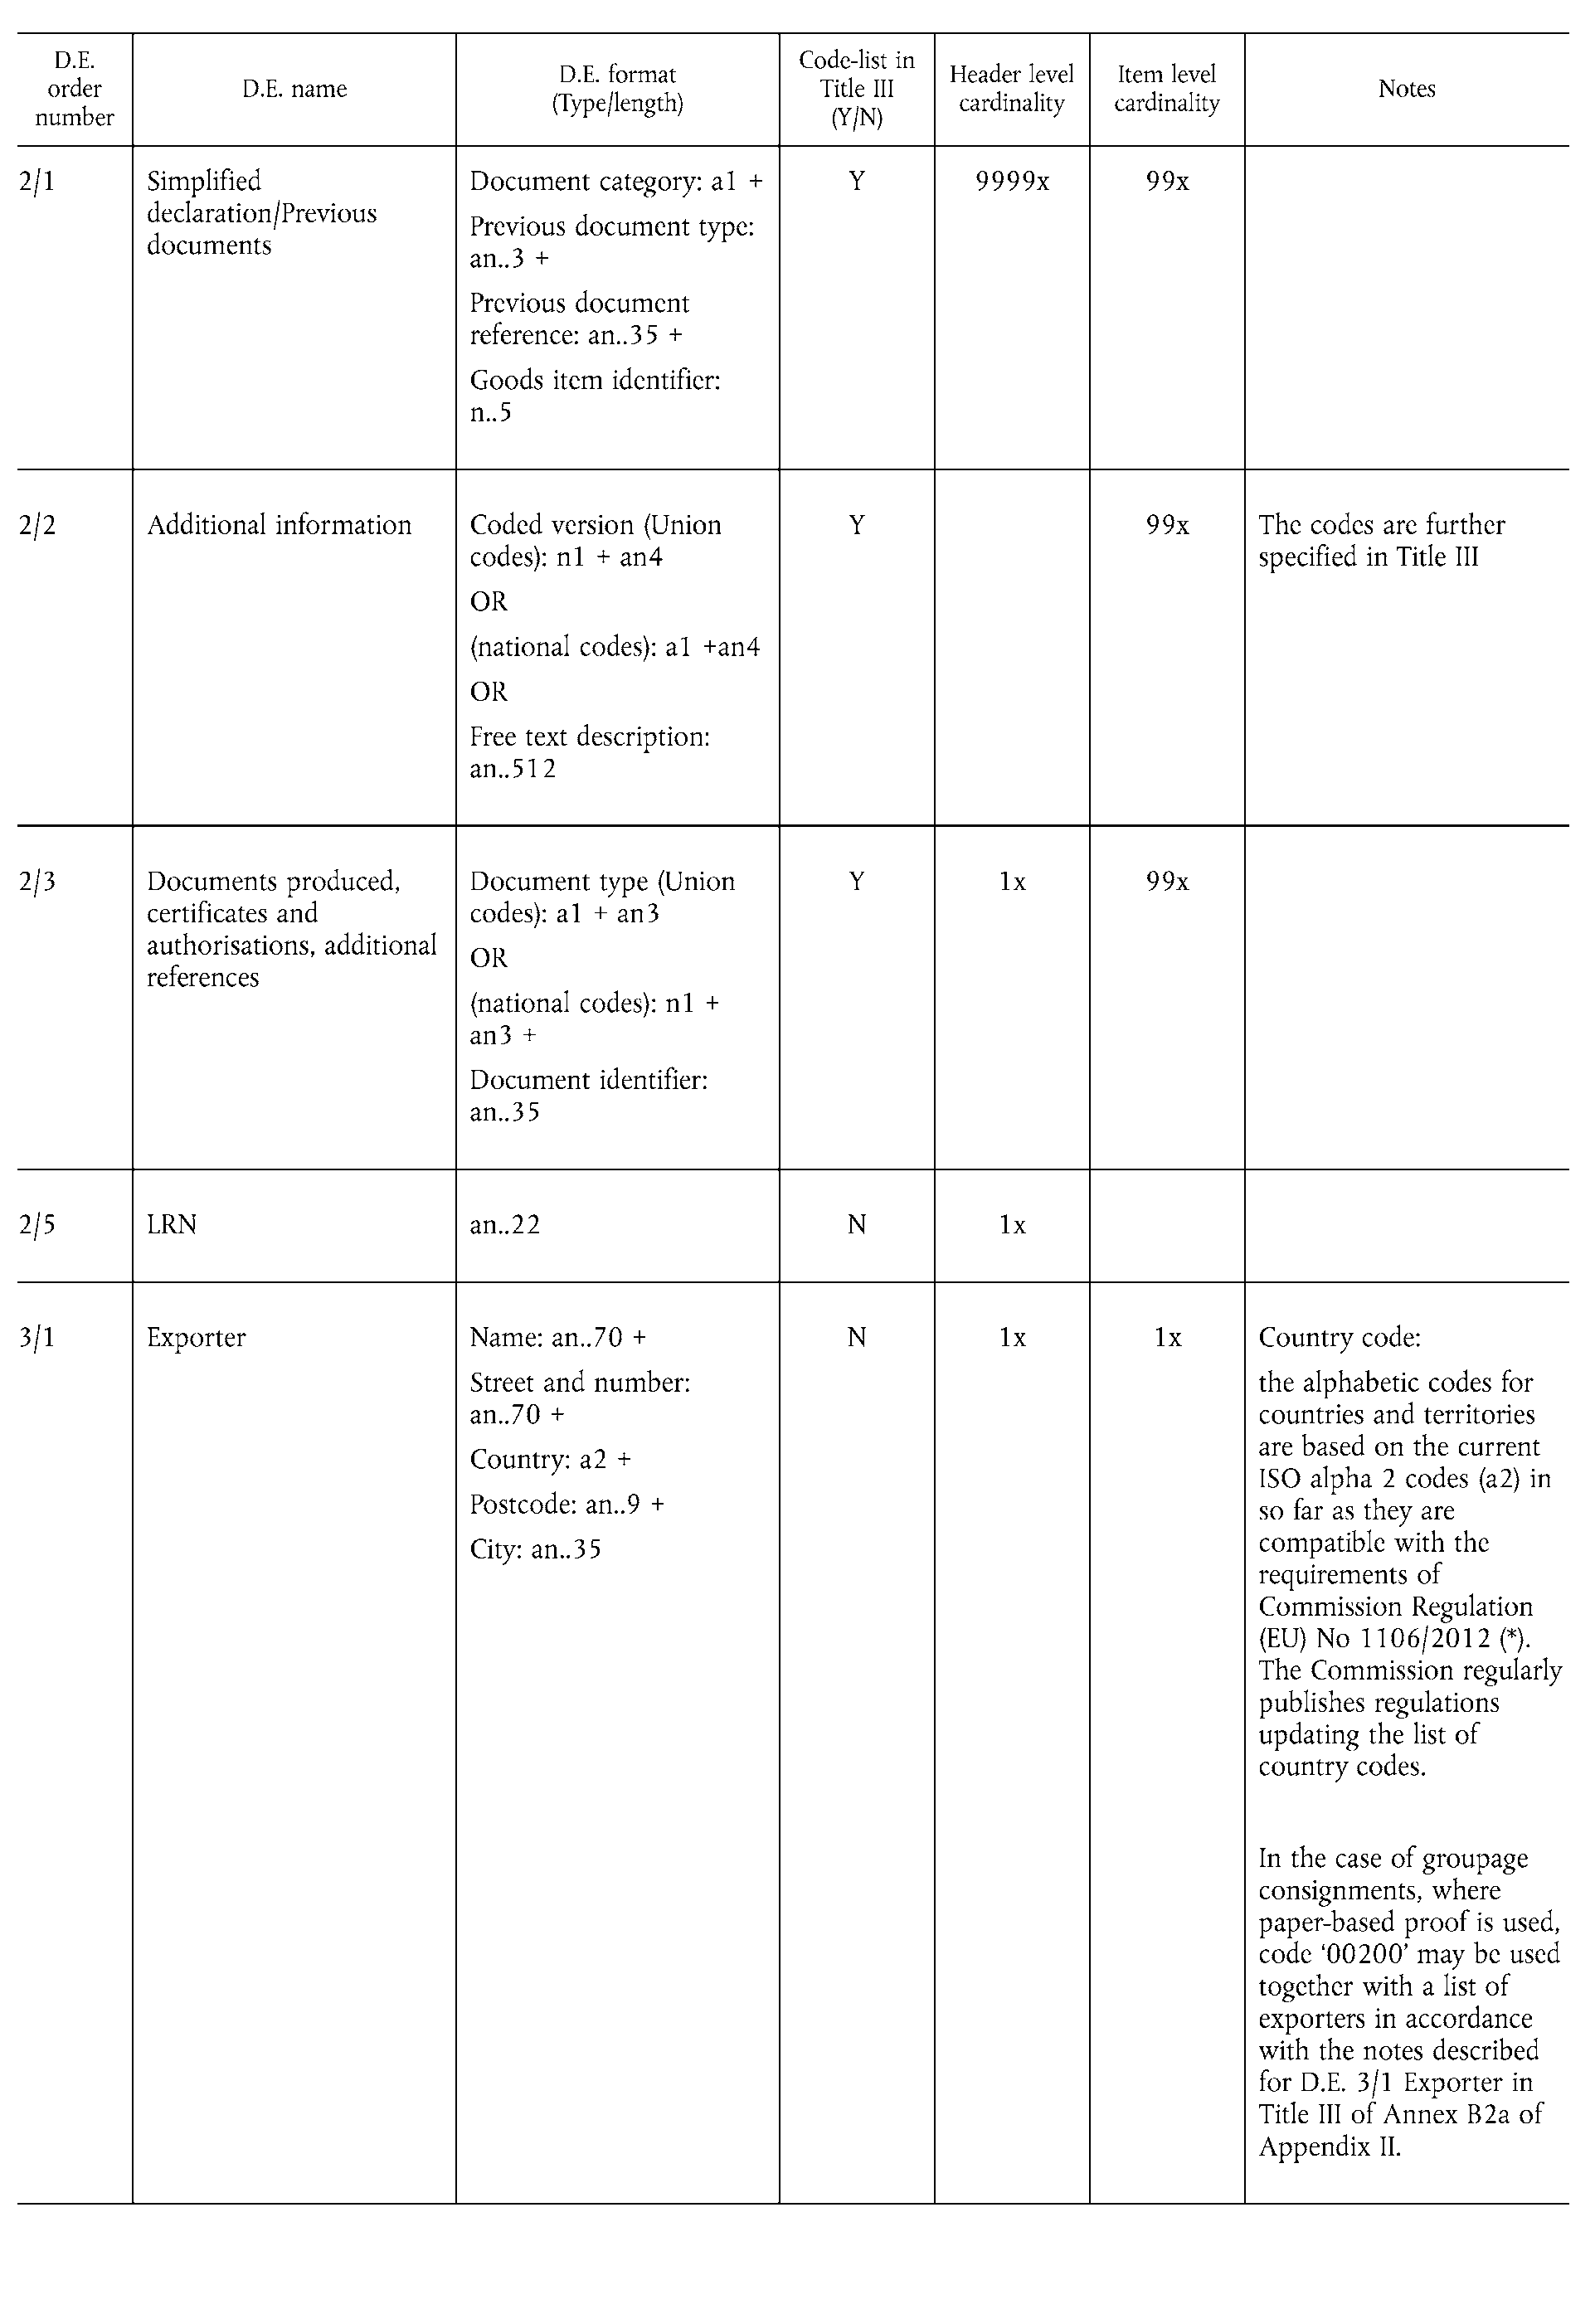 D.E.
order
number
D.E. name
D.E. format
(Type/length)
Code-list in
Title III
(Y/N)
Header level
cardinality
Item level
cardinality
Notes
2/1
Simplified
declaration/Previous
documents
Document category: a1 +
Previous document type:
an..3 +
Previous document
reference: an..35 +
Goods item identifier:
n..5
Y
9999x
99x
2/2
Additional information
Coded version (Union
codes): n1 + an4
OR
(national codes): a1 +an4
OR
Free text description:
an..512
Y
99x
The codes are further
specified in Title III
2/3
Documents produced,
certificates and
authorisations, additional
references
Document type (Union
codes): a1 + an3
OR
(national codes): n1 +
an3 +
Document identifier:
an..35
Y
1x
99x
2/5
LRN
an..22
N
1x
3/1
Exporter
Name: an..70 +
Street and number:
an..70 +
Country: a2 +
Postcode: an..9 +
City: an..35
N
1x
1x
Country code:
the alphabetic codes for
countries and territories
are based on the current
ISO alpha 2 codes (a2) in
so far as they are
compatible with the
requirements of
Commission Regulation
(EU) No 1106/2012 (*).
The Commission regularly
publishes regulations
updating the list of
country codes.
In the case of groupage
consignments, where
paper-based proof is used,
code ‘00200’ may be used
together with a list of
exporters in accordance
with the notes described
for D.E. 3/1 Exporter in
Title III of Annex B2a of
Appendix II.